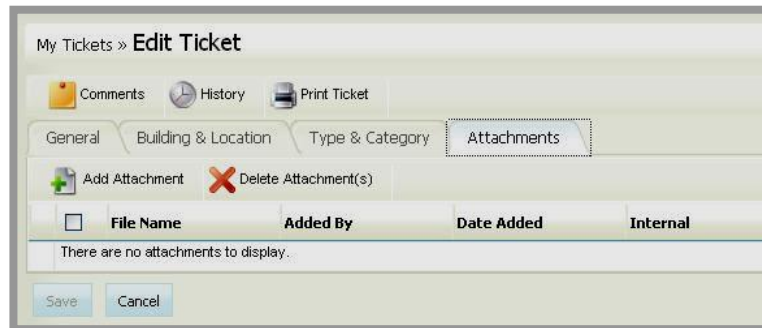 My Tickets » Edit Ticket
Comments History Print Ticket
General Building & Location Type & Category Attachments
Add Attachment Delete Attachment(s)
File Name Added By Date Added Internal
There are no attachments to display.
Save Cancel